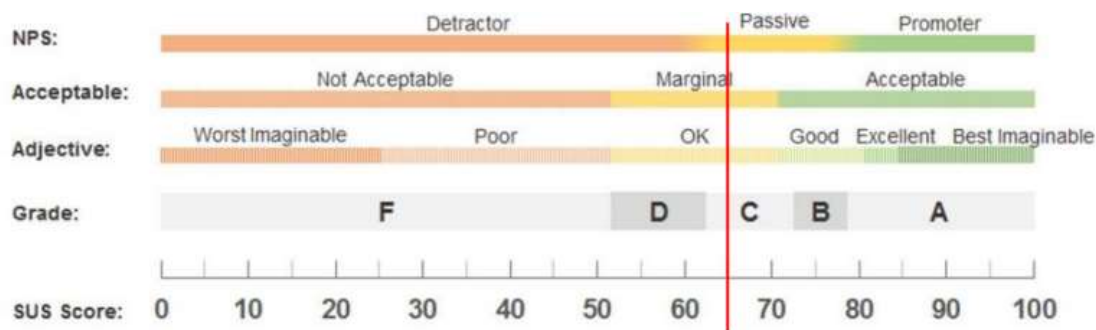 NPS: Detractor Passive Promoter
Acceptable: Not Acceptable Marginal Acceptable
Adjective: Worst Imaginable Poor OK Good Excellent Best Imaginable
Grade: F D C B A
SUS Score: 0 10 20 30 40 50 60 70 80 90 100